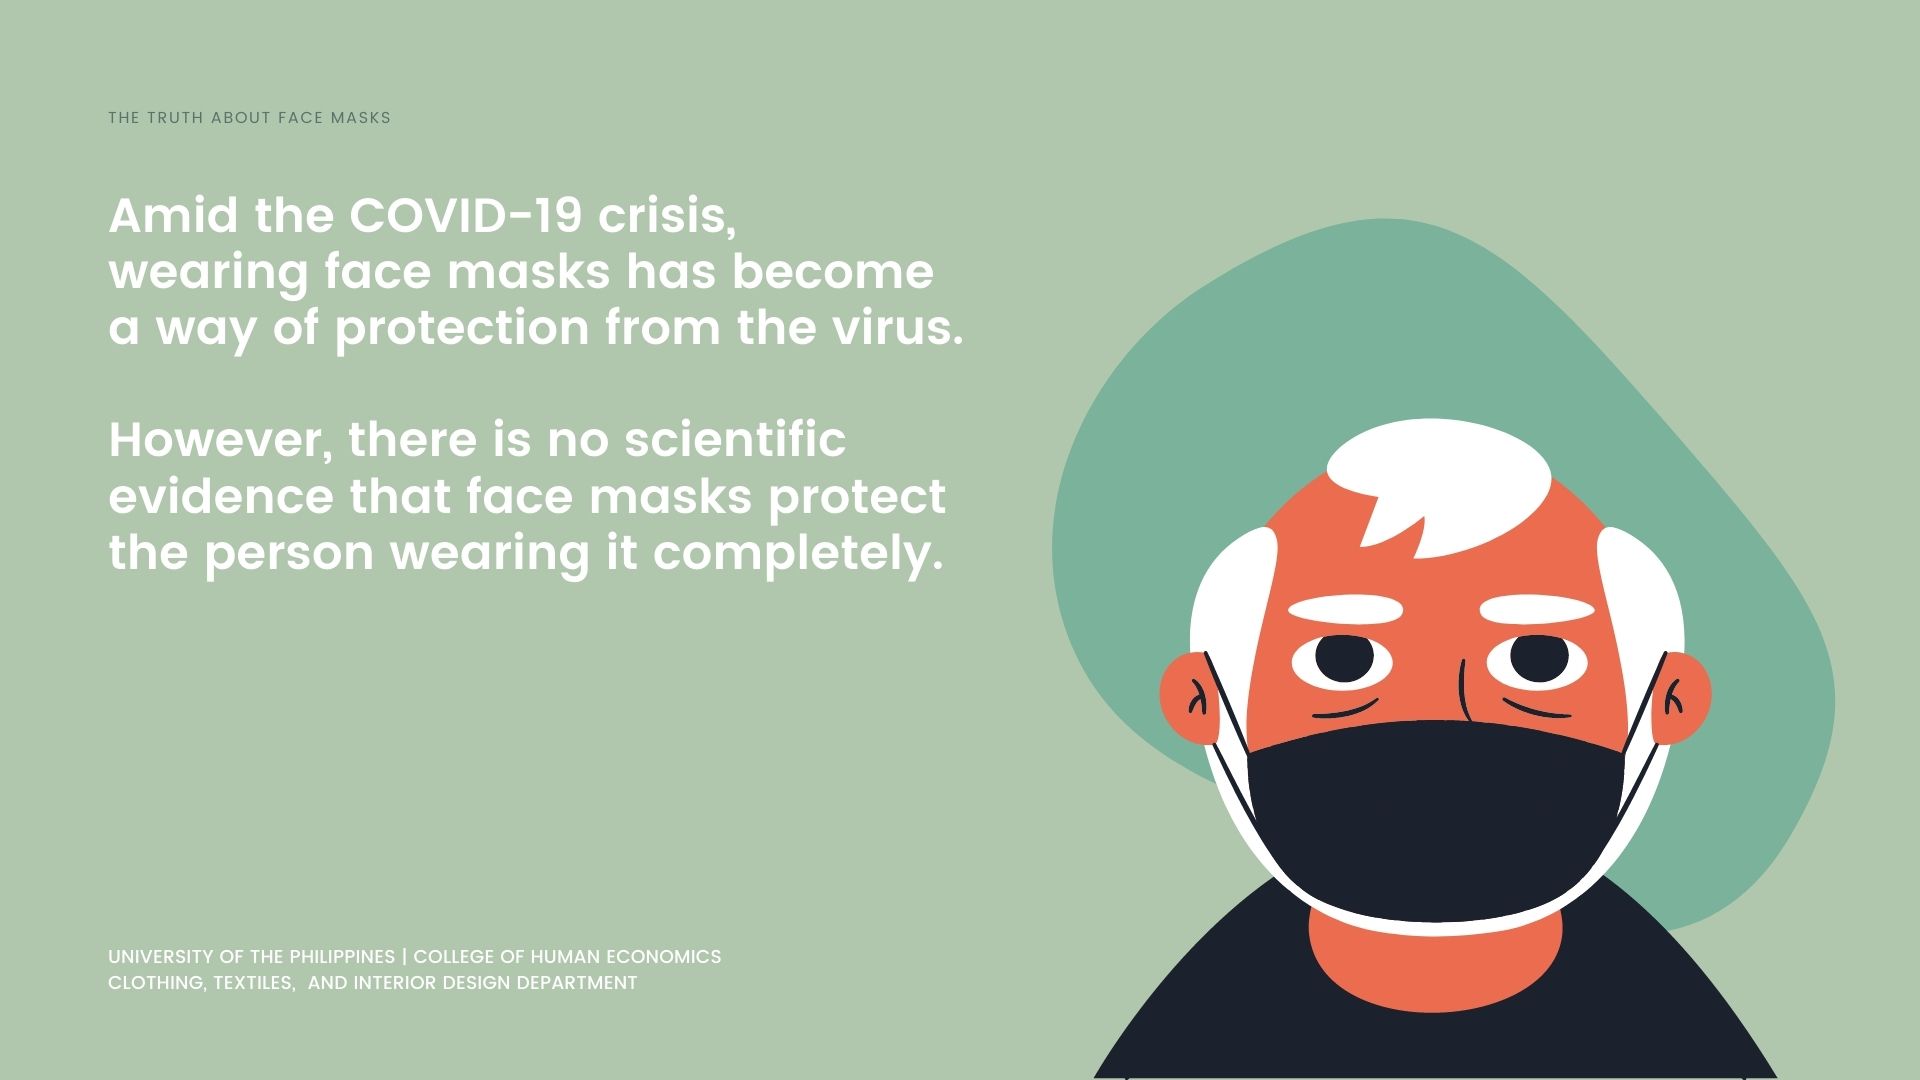 THE TRUTH ABOUT FACE MASKS
Amid the COVID-19 crisis,
wearing face masks has become
a way of protection from the virus.
However, there is no scientific
evidence that face masks protect
the person wearing it completely.
UNIVERSITY OF THE PHILIPPINES | COLLEGE OF HUMAN ECONOMICS
CLOTHING, TEXTILES,  AND INTERIOR DESIGN DEPARTMENT